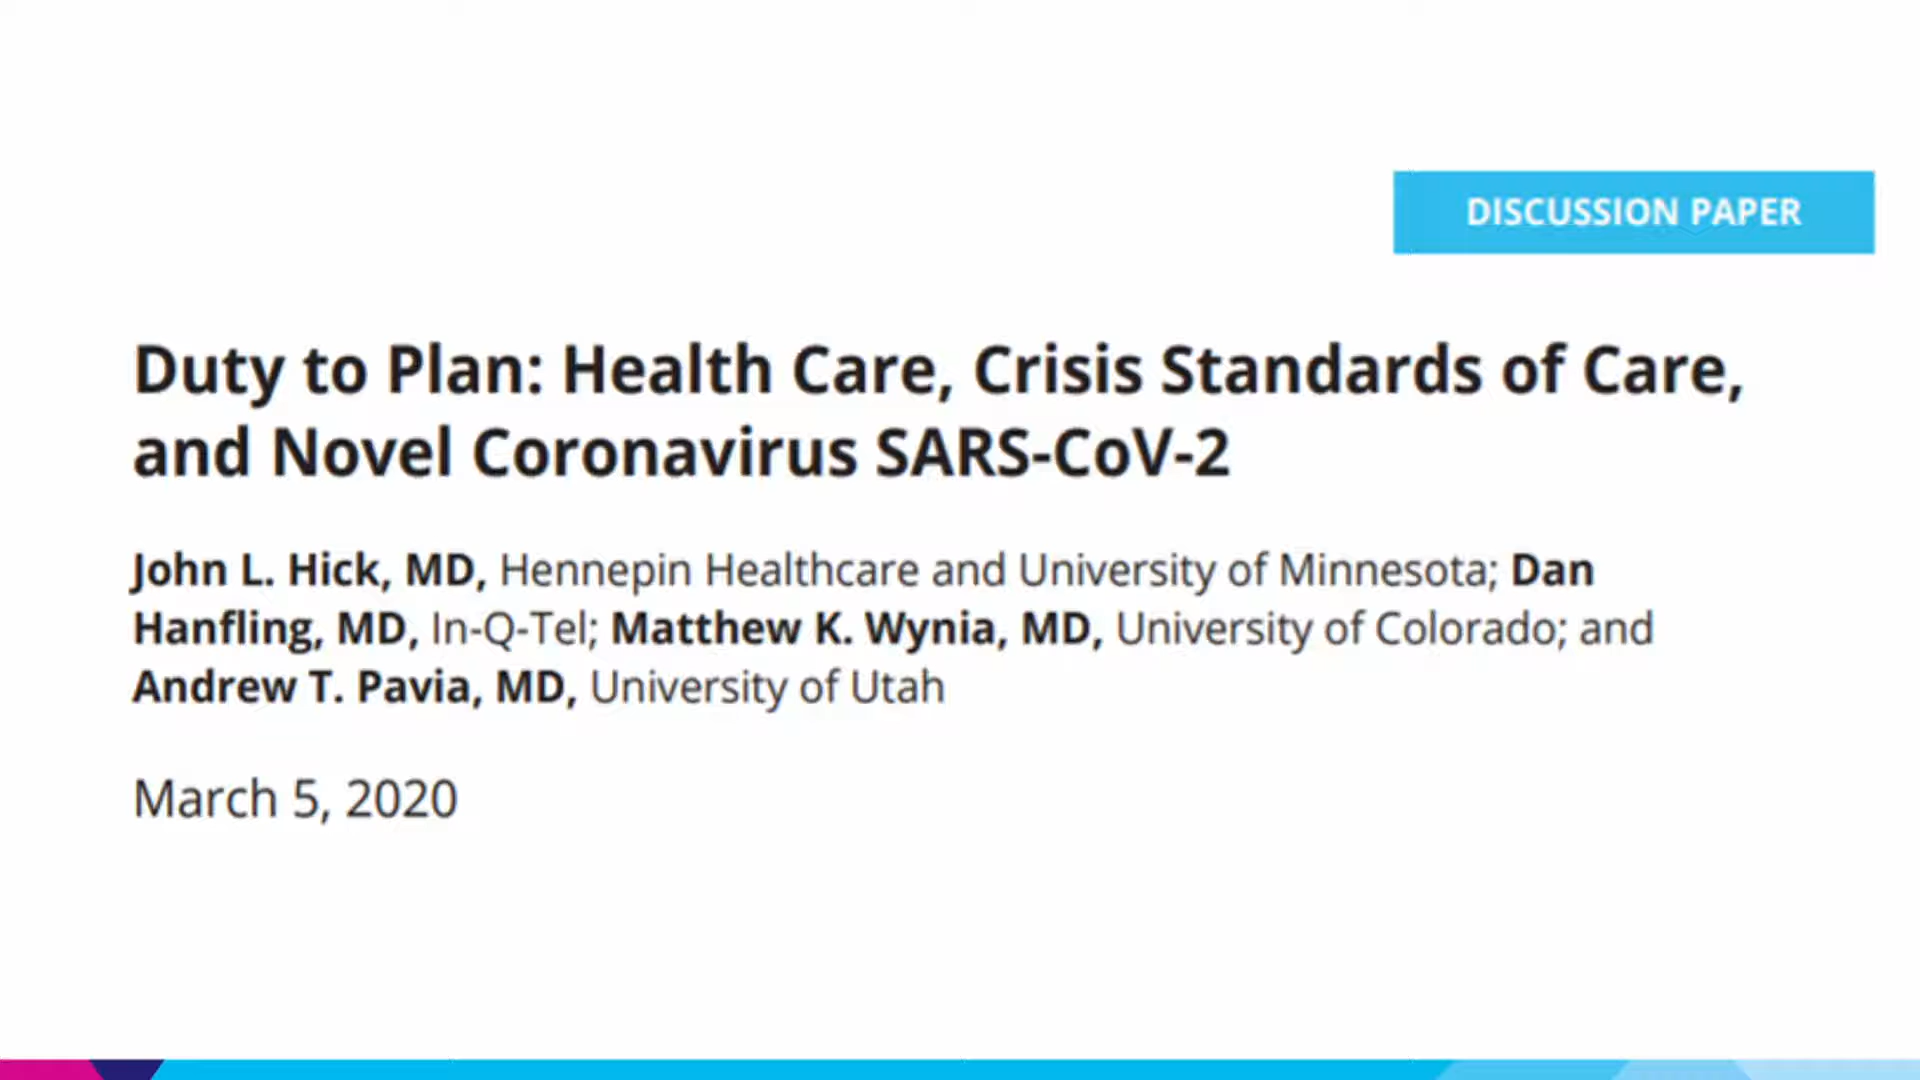 DISCUSSION PAPER
Duty to Plan: Health Care, Crisis Standards of Care,
and Novel Coronavirus SARS-CoV-2
John L. Hick, MD, Hennepin Healthcare and University of Minnesota; Dan
Hanfling, MD, In-Q-Tel; Matthew K. Wynia, MD, University of Colorado; and
Andrew T. Pavia, MD, University of Utah
March 5, 2020